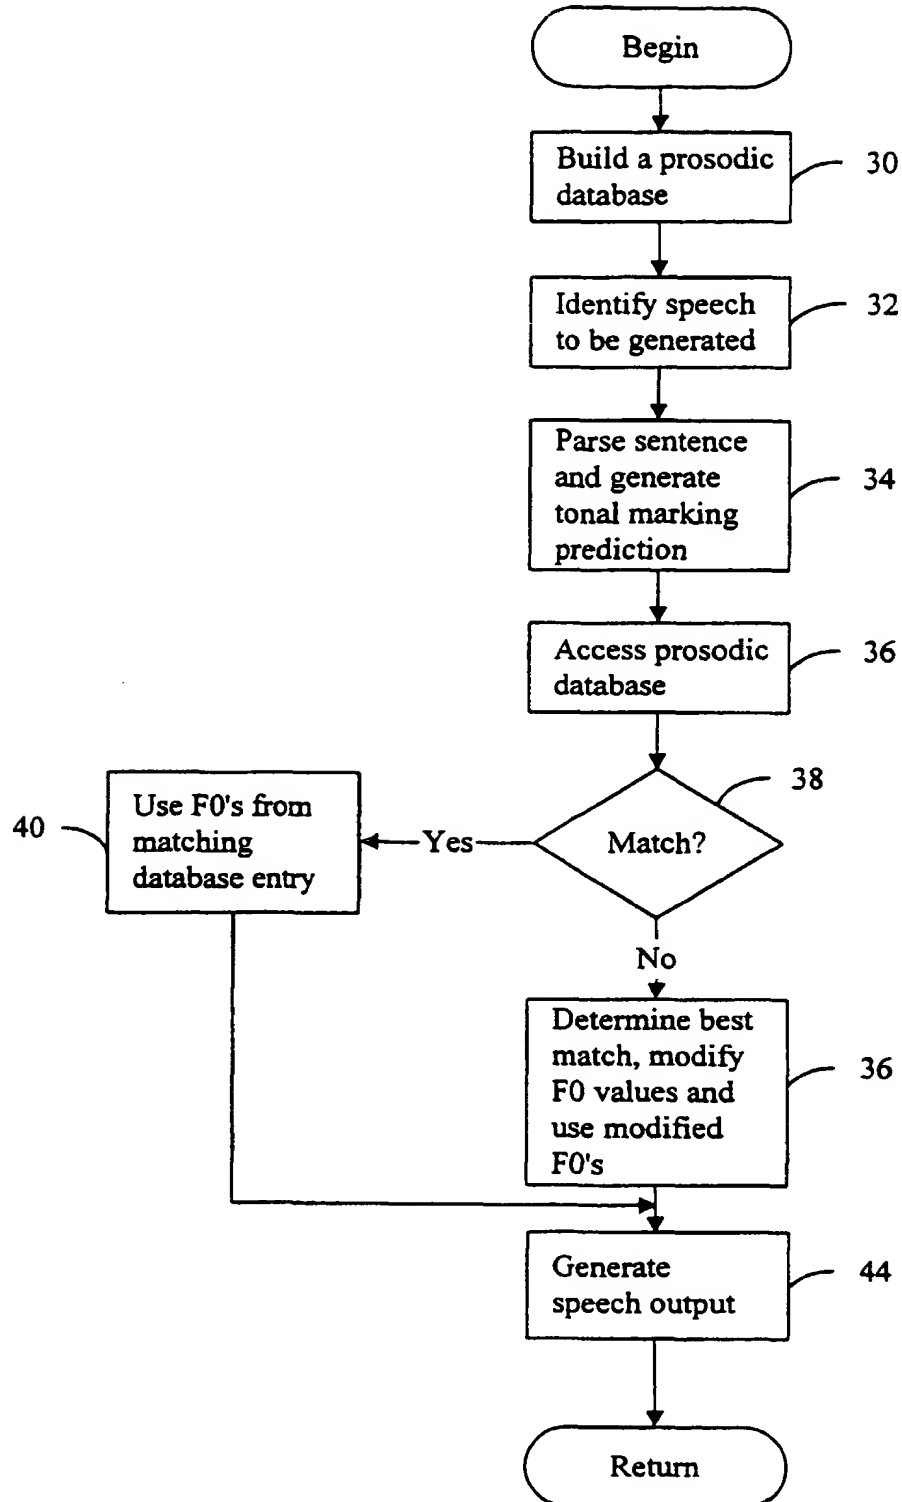 Begin
Build a prosodic
database
30
Identify speech
to be generated
32
Parse sentence
and generate
tonal marking
prediction
34
Access prosodic
database
36
Match?
38
Yes
Use F0's from
matching
database entry
40
No
Determine best
match, modify
F0 values and
use modified
F0's
36
Generate
speech output
44
Return